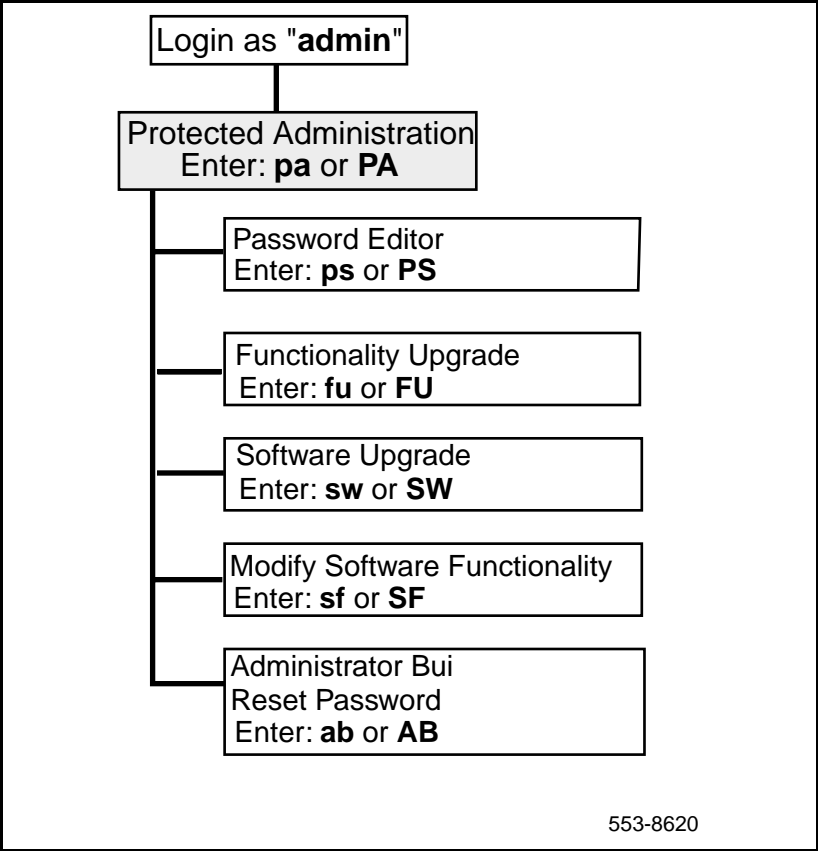 Login as "admin"
Protected Administration
Enter: pa or PA
Password Editor
Enter: ps or PS
Functionality Upgrade
Enter: fu or FU
Software Upgrade
Enter: sw or SW
Modify Software Functionality
Enter: sf or SF
Administrator Bui
Reset Password
Enter: ab or AB
553-8620